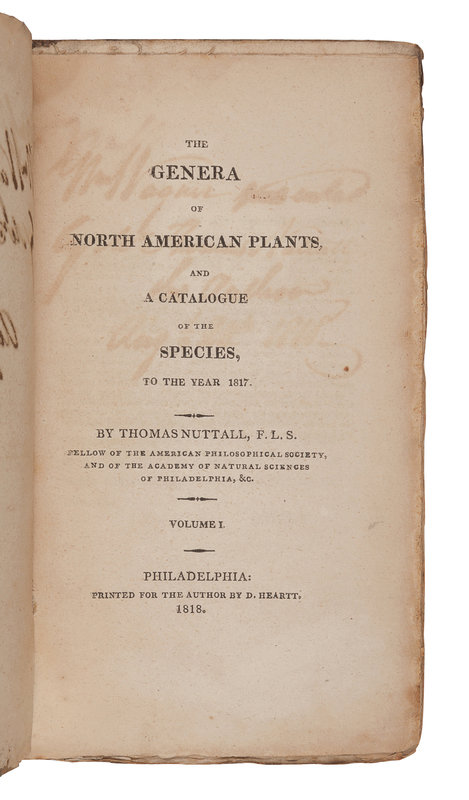 THE
GENERA
OF
NORTH AMERICAN PLANTS,
AND
A CATALOGUE
OF THE
SPECIES,
TO THE YEAR 1817.
BY THOMAS NUTTALL, F. L. S.
FELLOW OF THE AMERICAN PHILOSOPHICAL SOCIETY,
AND OF THE ACADEMY OF NATURAL SCIENCES
OF PHILADELPHIA, &C.
VOLUME I.
PHILADELPHIA:
PRINTED FOR THE AUTHOR BY D. HEARTT.
1818.